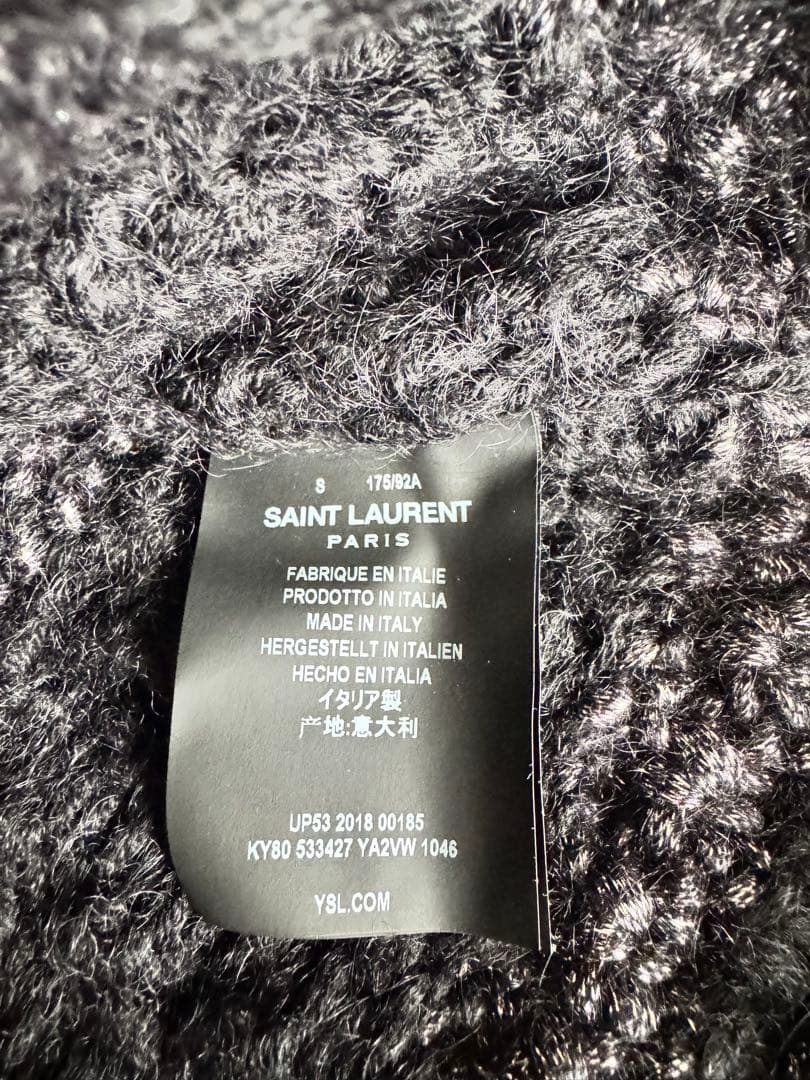 S 175/92A
SAINT LAURENT
PARIS
FABRIQUE EN ITALIE
PRODOTTO IN ITALIA
MADE IN ITALY
HERGESTELLT IN ITALIEN
HECHO EN ITALIA
イタリア製
产地:意大利
UP53 2018 00185
KY80 533427 YA2VW 1046
YSL.COM